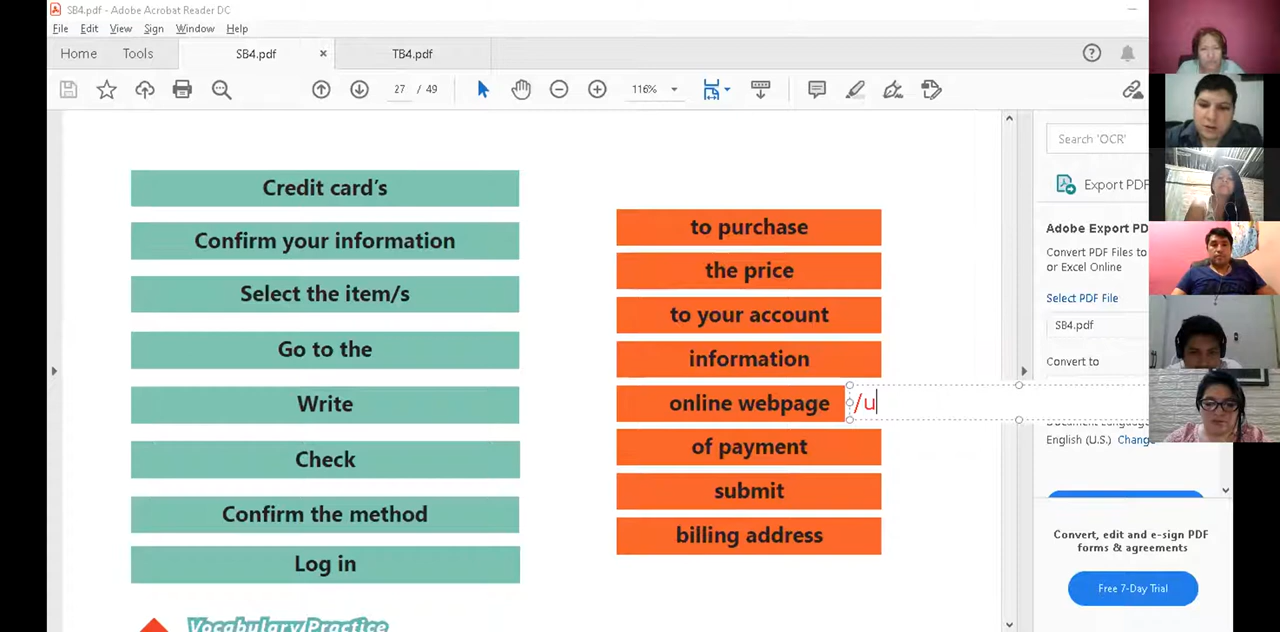 SB4.pdf - Adobe Acrobat Reader DC
File Edit View Sign Window Help
Home Tools SB4.pdf × TB4.pdf
27 / 49 116%
Credit card's
Confirm your information
Select the item/s
Go to the
Write
Check
Confirm the method
Log in
to purchase
the price
to your account
information
online webpage /u
of payment
submit
billing address
Vocabulary Practice
Search 'OCR'
Export PDF
Adobe Export PD
Convert PDF Files to
or Excel Online
Select PDF File
SB4.pdf
Convert to
Document Language:
English (U.S.) Change
Convert, edit and e-sign PDF
forms & agreements
Free 7-Day Trial